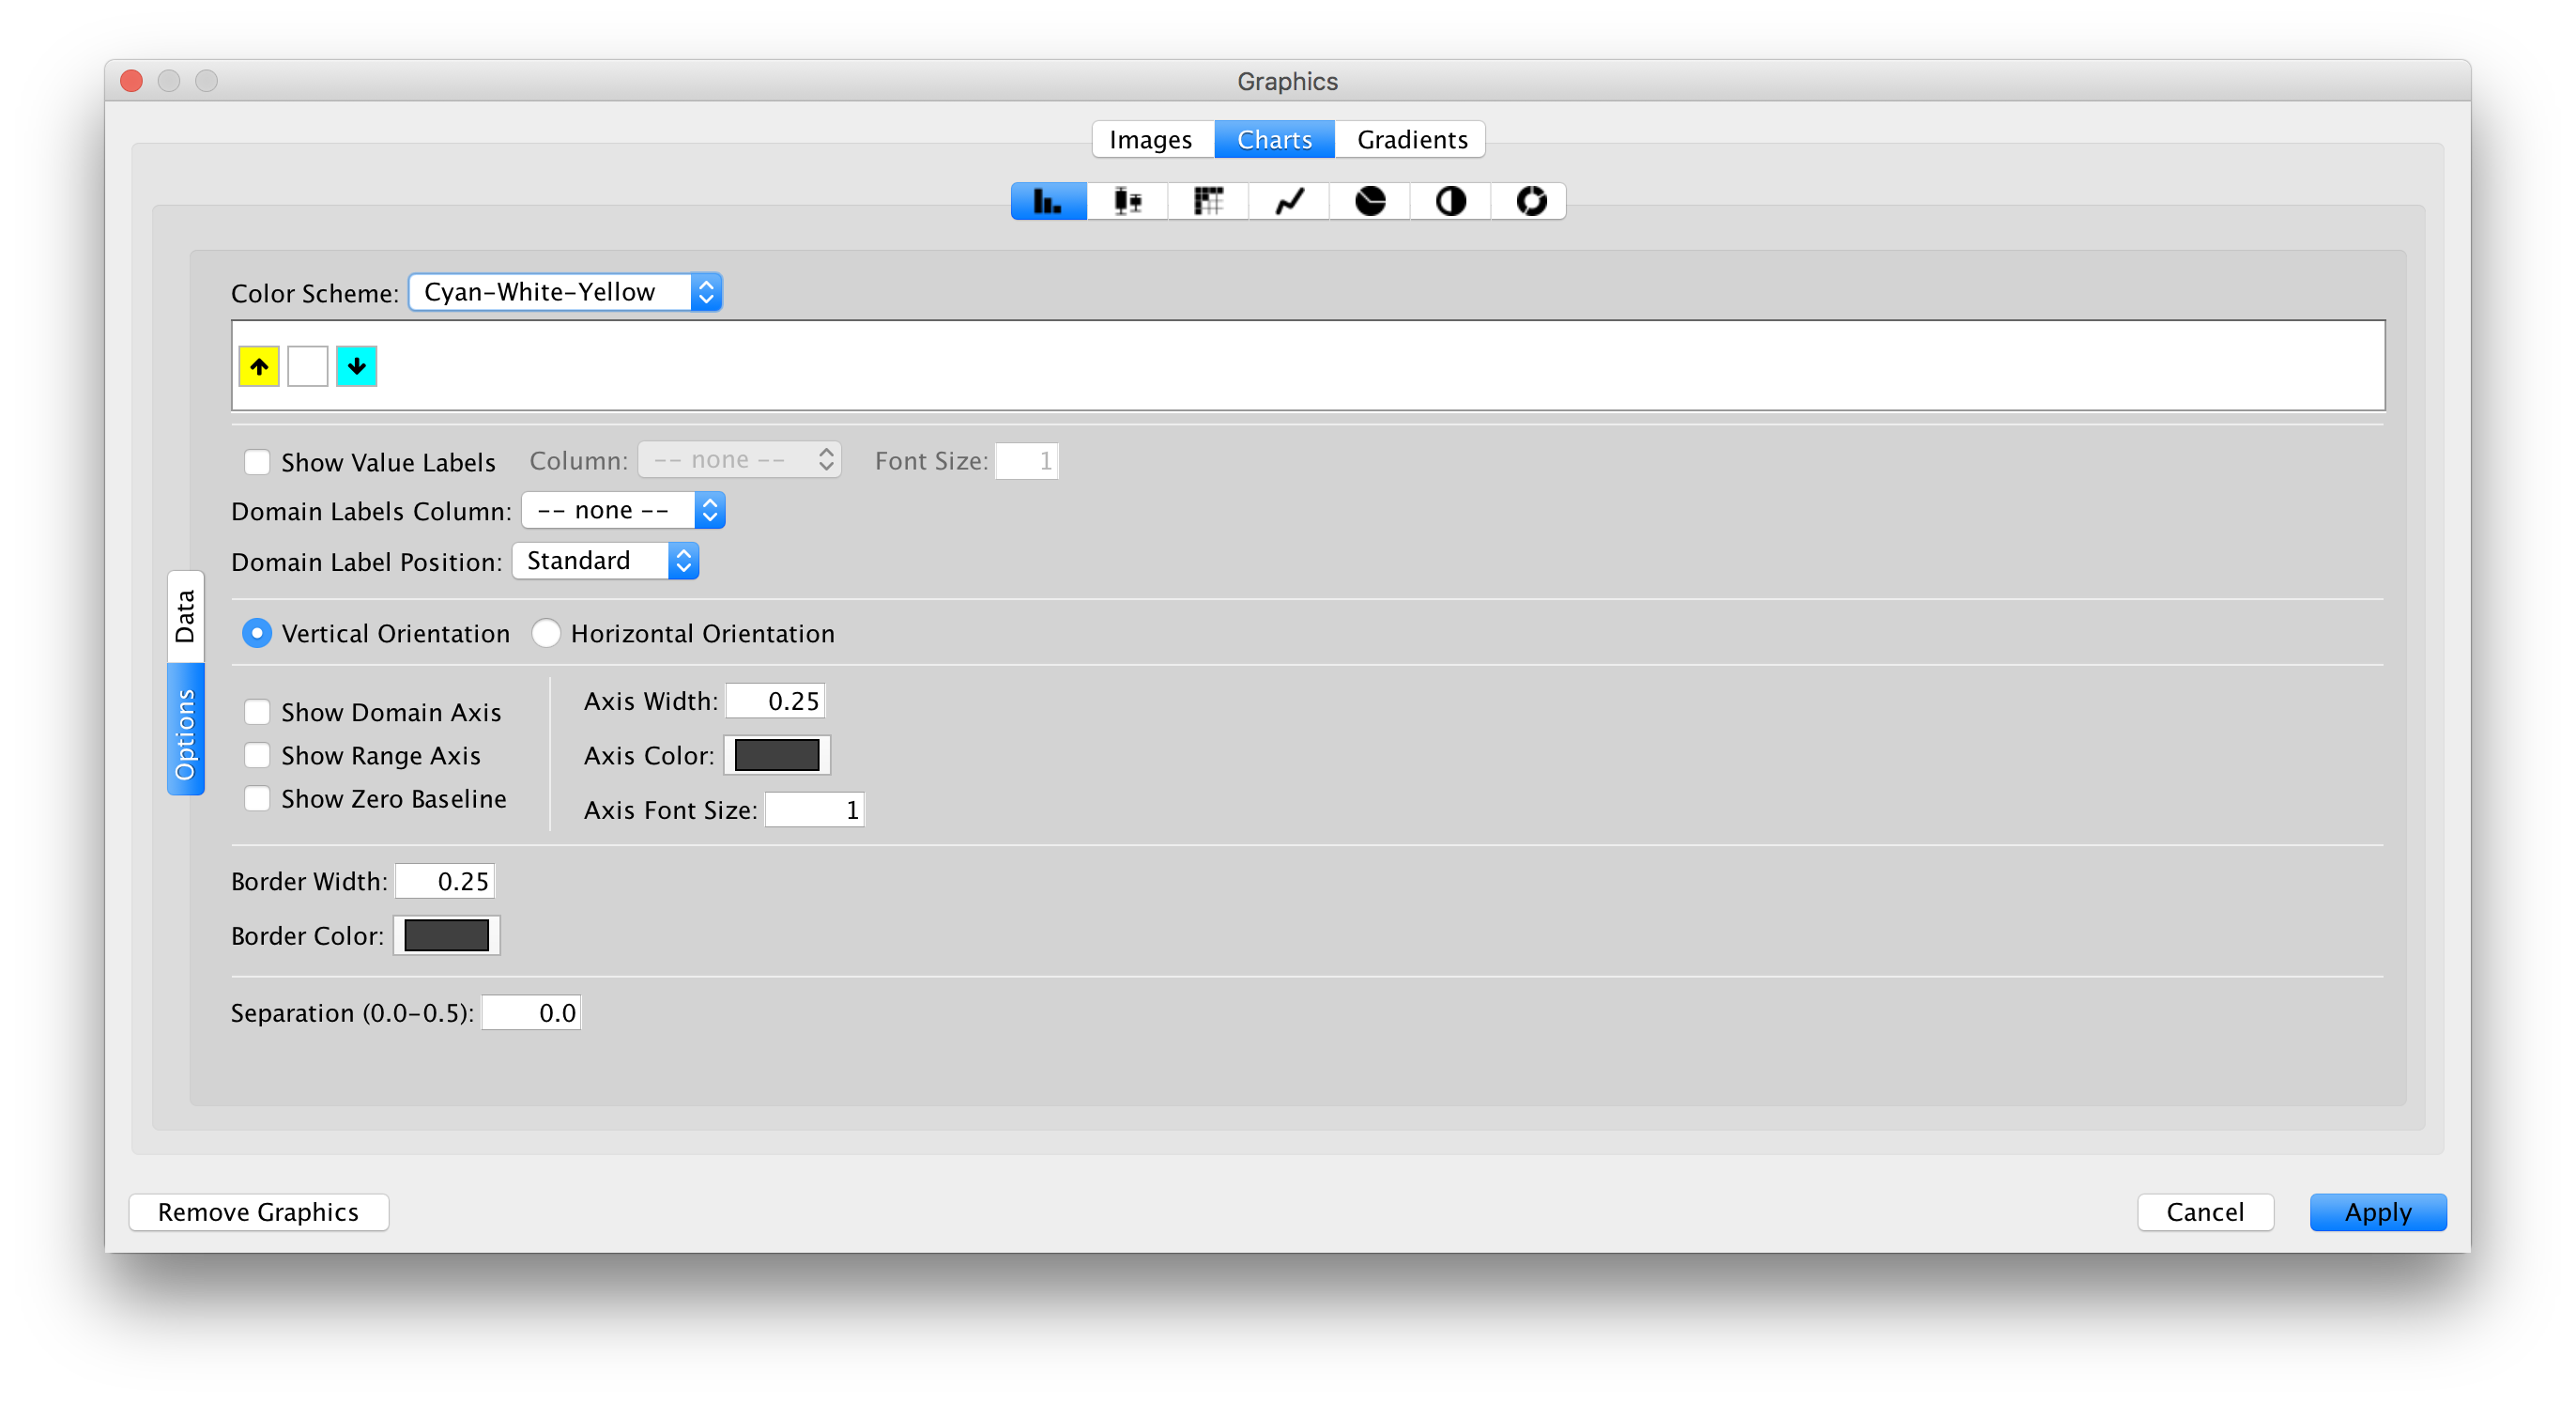 Graphics
Images Charts Gradients
Color Scheme: Cyan-White-Yellow
Show Value Labels Column: -- none -- Font Size: 1
Domain Labels Column: -- none --
Domain Label Position: Standard
Data
Options
Vertical Orientation Horizontal Orientation
Show Domain Axis
Show Range Axis
Show Zero Baseline
Axis Width: 0.25
Axis Color:
Axis Font Size: 1
Border Width: 0.25
Border Color:
Separation (0.0-0.5): 0.0
Remove Graphics Cancel Apply